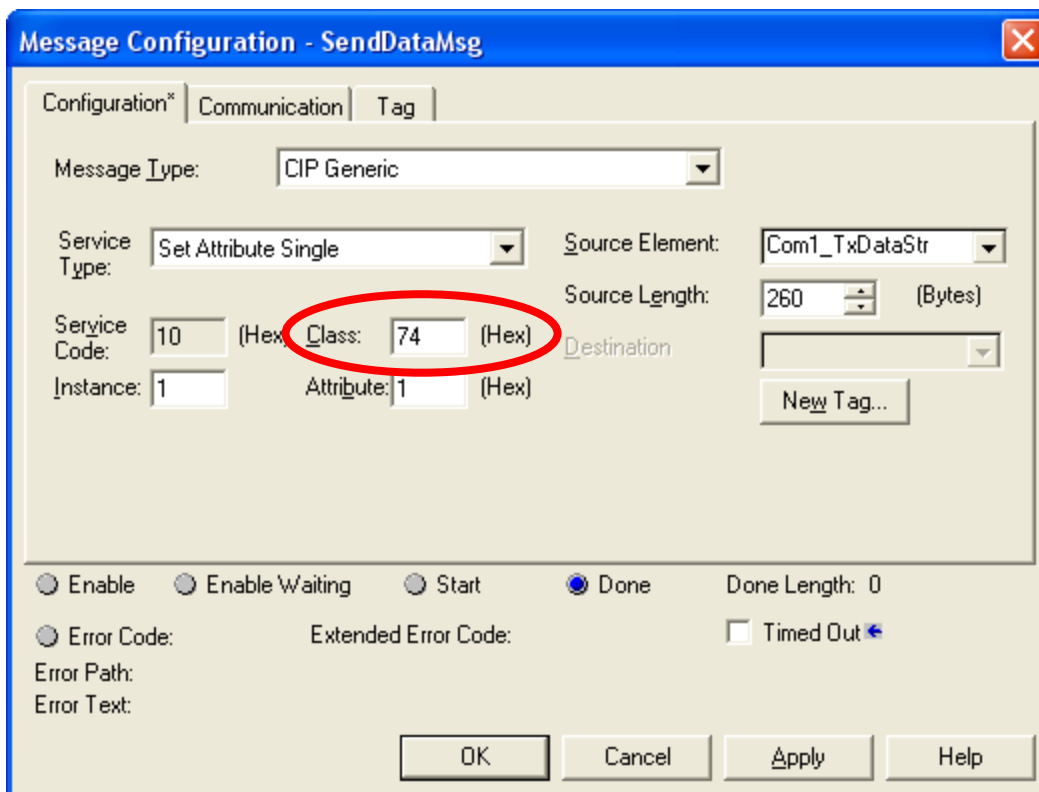 Message Configuration - SendDataMsg
Configuration* Communication Tag
Message Type: CIP Generic
Service Type: Set Attribute Single
Source Element: Com1_TxDataStr
Source Length: 260 (Bytes)
Service Code: 10 (Hex) Class: 74 (Hex)
Destination
Instance: 1 Attribute: 1 (Hex)
New Tag...
Enable Enable Waiting Start Done Done Length: 0
Error Code: Extended Error Code: Timed Out
Error Path:
Error Text:
OK Cancel Apply Help